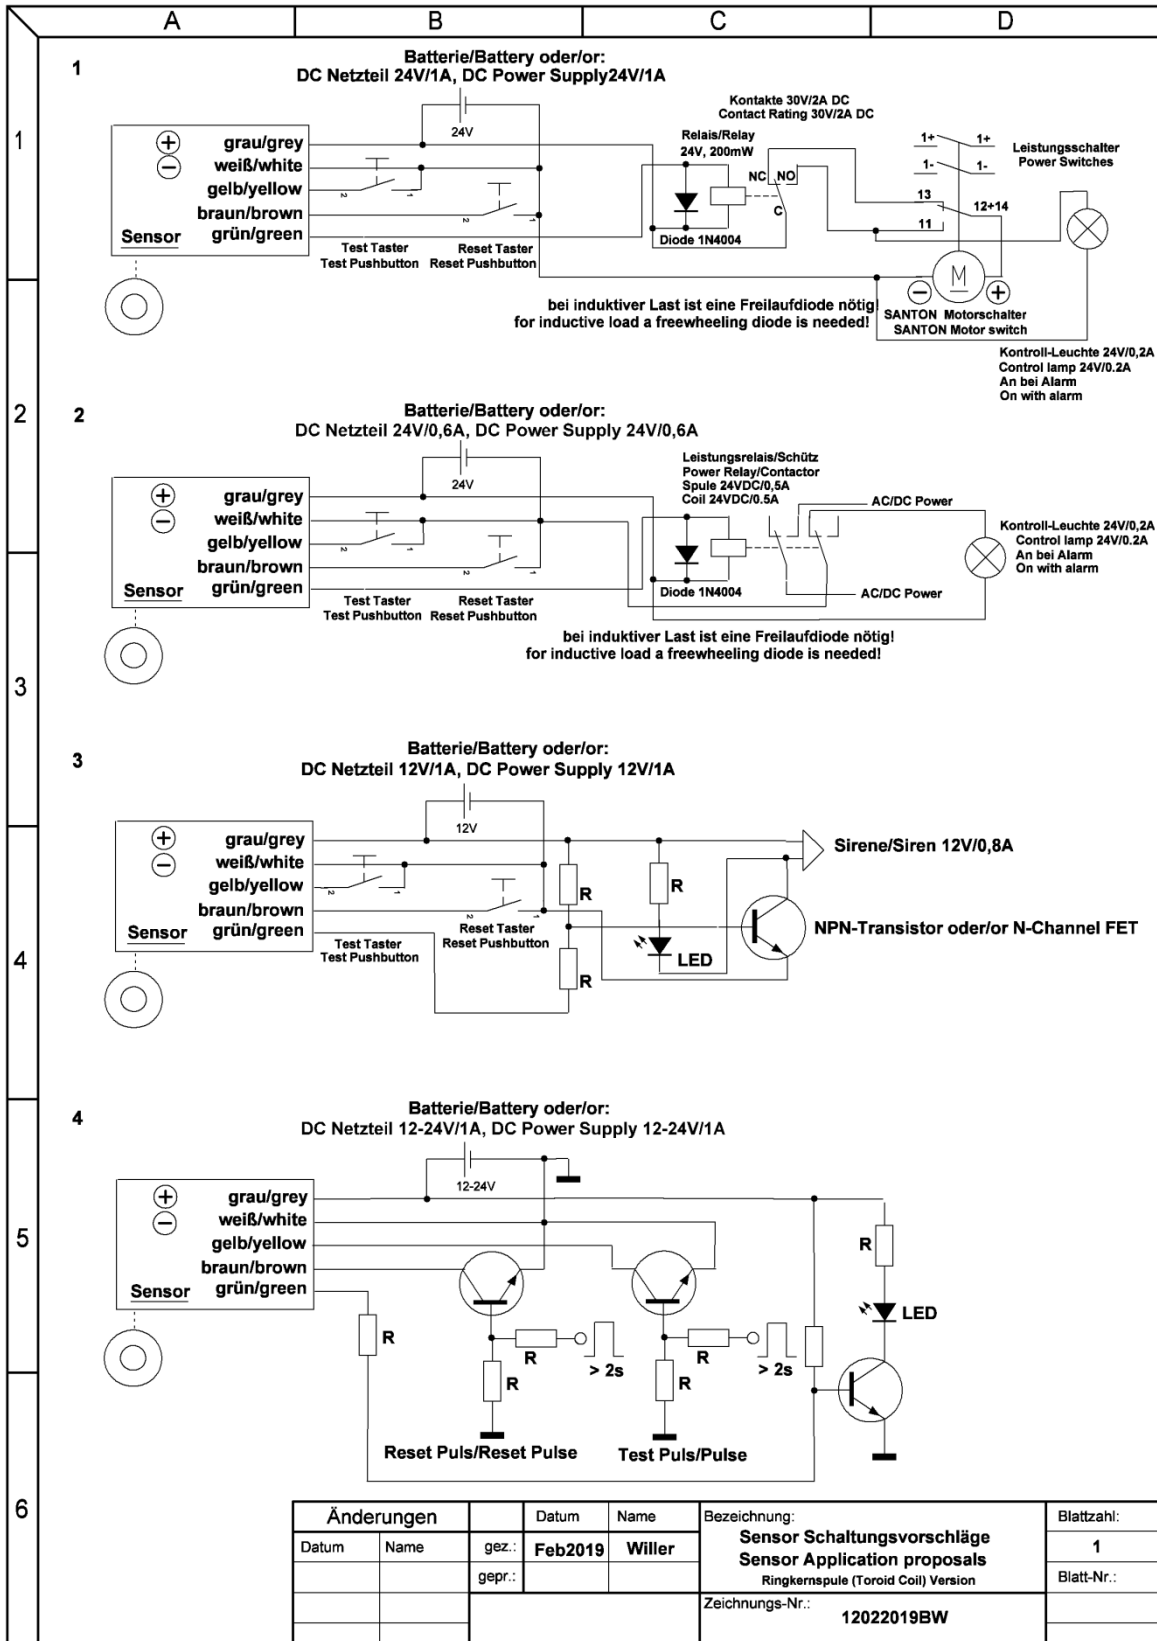 A B C D
1
2
3
4
5
6
1
Batterie/Battery oder/or:
DC Netzteil 24V/1A, DC Power Supply24V/1A
24V
grau/grey
weiß/white
gelb/yellow
braun/brown
grün/green
Sensor
2 1
2 1
Test Taster
Test Pushbutton
Reset Taster
Reset Pushbutton
Kontakte 30V/2A DC
Contact Rating 30V/2A DC
Relais/Relay
24V, 200mW
NC NO
C
Diode 1N4004
1+ 1+
1- 1-
Leistungsschalter
Power Switches
13
12+14
11
M
SANTON Motorschalter
SANTON Motor switch
bei induktiver Last ist eine Freilaufdiode nötig!
for inductive load a freewheeling diode is needed!
Kontroll-Leuchte 24V/0,2A
Control lamp 24V/0.2A
An bei Alarm
On with alarm
2
Batterie/Battery oder/or:
DC Netzteil 24V/0,6A, DC Power Supply 24V/0,6A
24V
grau/grey
weiß/white
gelb/yellow
braun/brown
grün/green
Sensor
2 1
2 1
Test Taster
Test Pushbutton
Reset Taster
Reset Pushbutton
Leistungsrelais/Schütz
Power Relay/Contactor
Spule 24VDC/0,5A
Coil 24VDC/0.5A
Diode 1N4004
AC/DC Power
AC/DC Power
Kontroll-Leuchte 24V/0,2A
Control lamp 24V/0.2A
An bei Alarm
On with alarm
bei induktiver Last ist eine Freilaufdiode nötig!
for inductive load a freewheeling diode is needed!
3
Batterie/Battery oder/or:
DC Netzteil 12V/1A, DC Power Supply 12V/1A
12V
grau/grey
weiß/white
gelb/yellow
braun/brown
grün/green
Sensor
2 1
2 1
Test Taster
Test Pushbutton
Reset Taster
Reset Pushbutton
R
R
R
LED
Sirene/Siren 12V/0,8A
NPN-Transistor oder/or N-Channel FET
4
Batterie/Battery oder/or:
DC Netzteil 12-24V/1A, DC Power Supply 12-24V/1A
12-24V
grau/grey
weiß/white
gelb/yellow
braun/brown
grün/green
Sensor
R
R
R
> 2s
Reset Puls/Reset Pulse
R
R
> 2s
Test Puls/Pulse
R
LED
Änderungen
Datum Name
Datum Name
gez.: Feb2019 Willer
gepr.:
Bezeichnung:
Sensor Schaltungsvorschläge
Sensor Application proposals
Ringkernspule (Toroid Coil) Version
Zeichnungs-Nr.:
12022019BW
Blattzahl:
1
Blatt-Nr.: